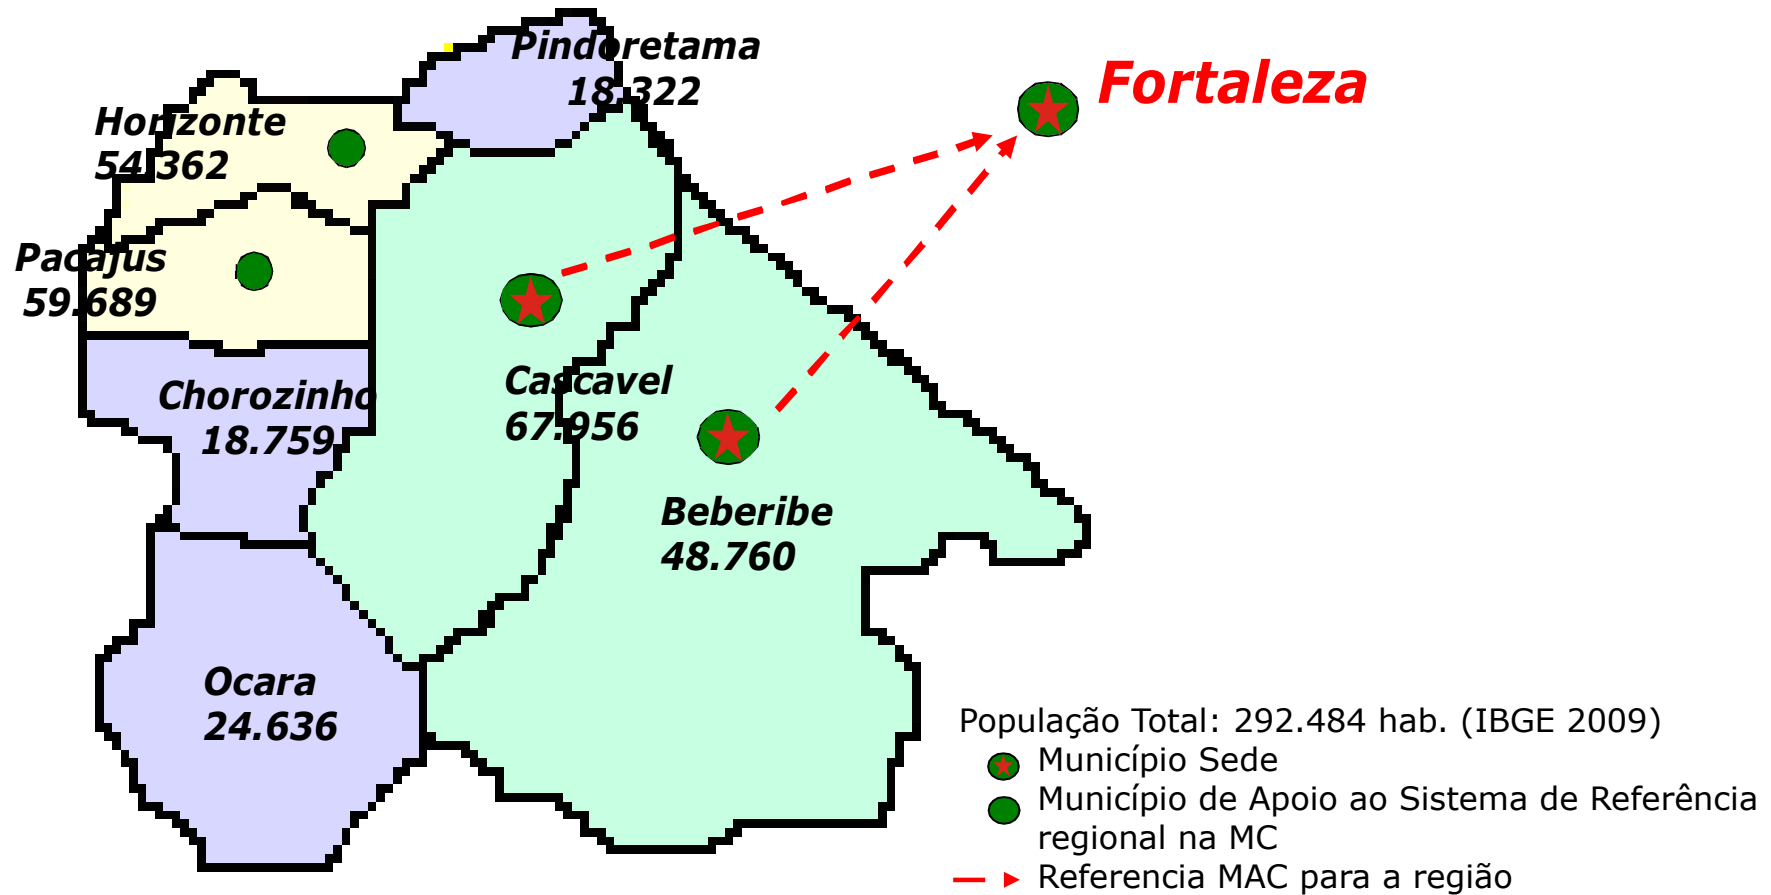 Pindoretama
18.322
Fortaleza
Horizonte
54.362
Pacajus
59.689
Chorozinho
18.759
Cascavel
67.956
Beberibe
48.760
Ocara
24.636
População Total: 292.484 hab. (IBGE 2009)
Município Sede
Município de Apoio ao Sistema de Referência
regional na MC
Referencia MAC para a região